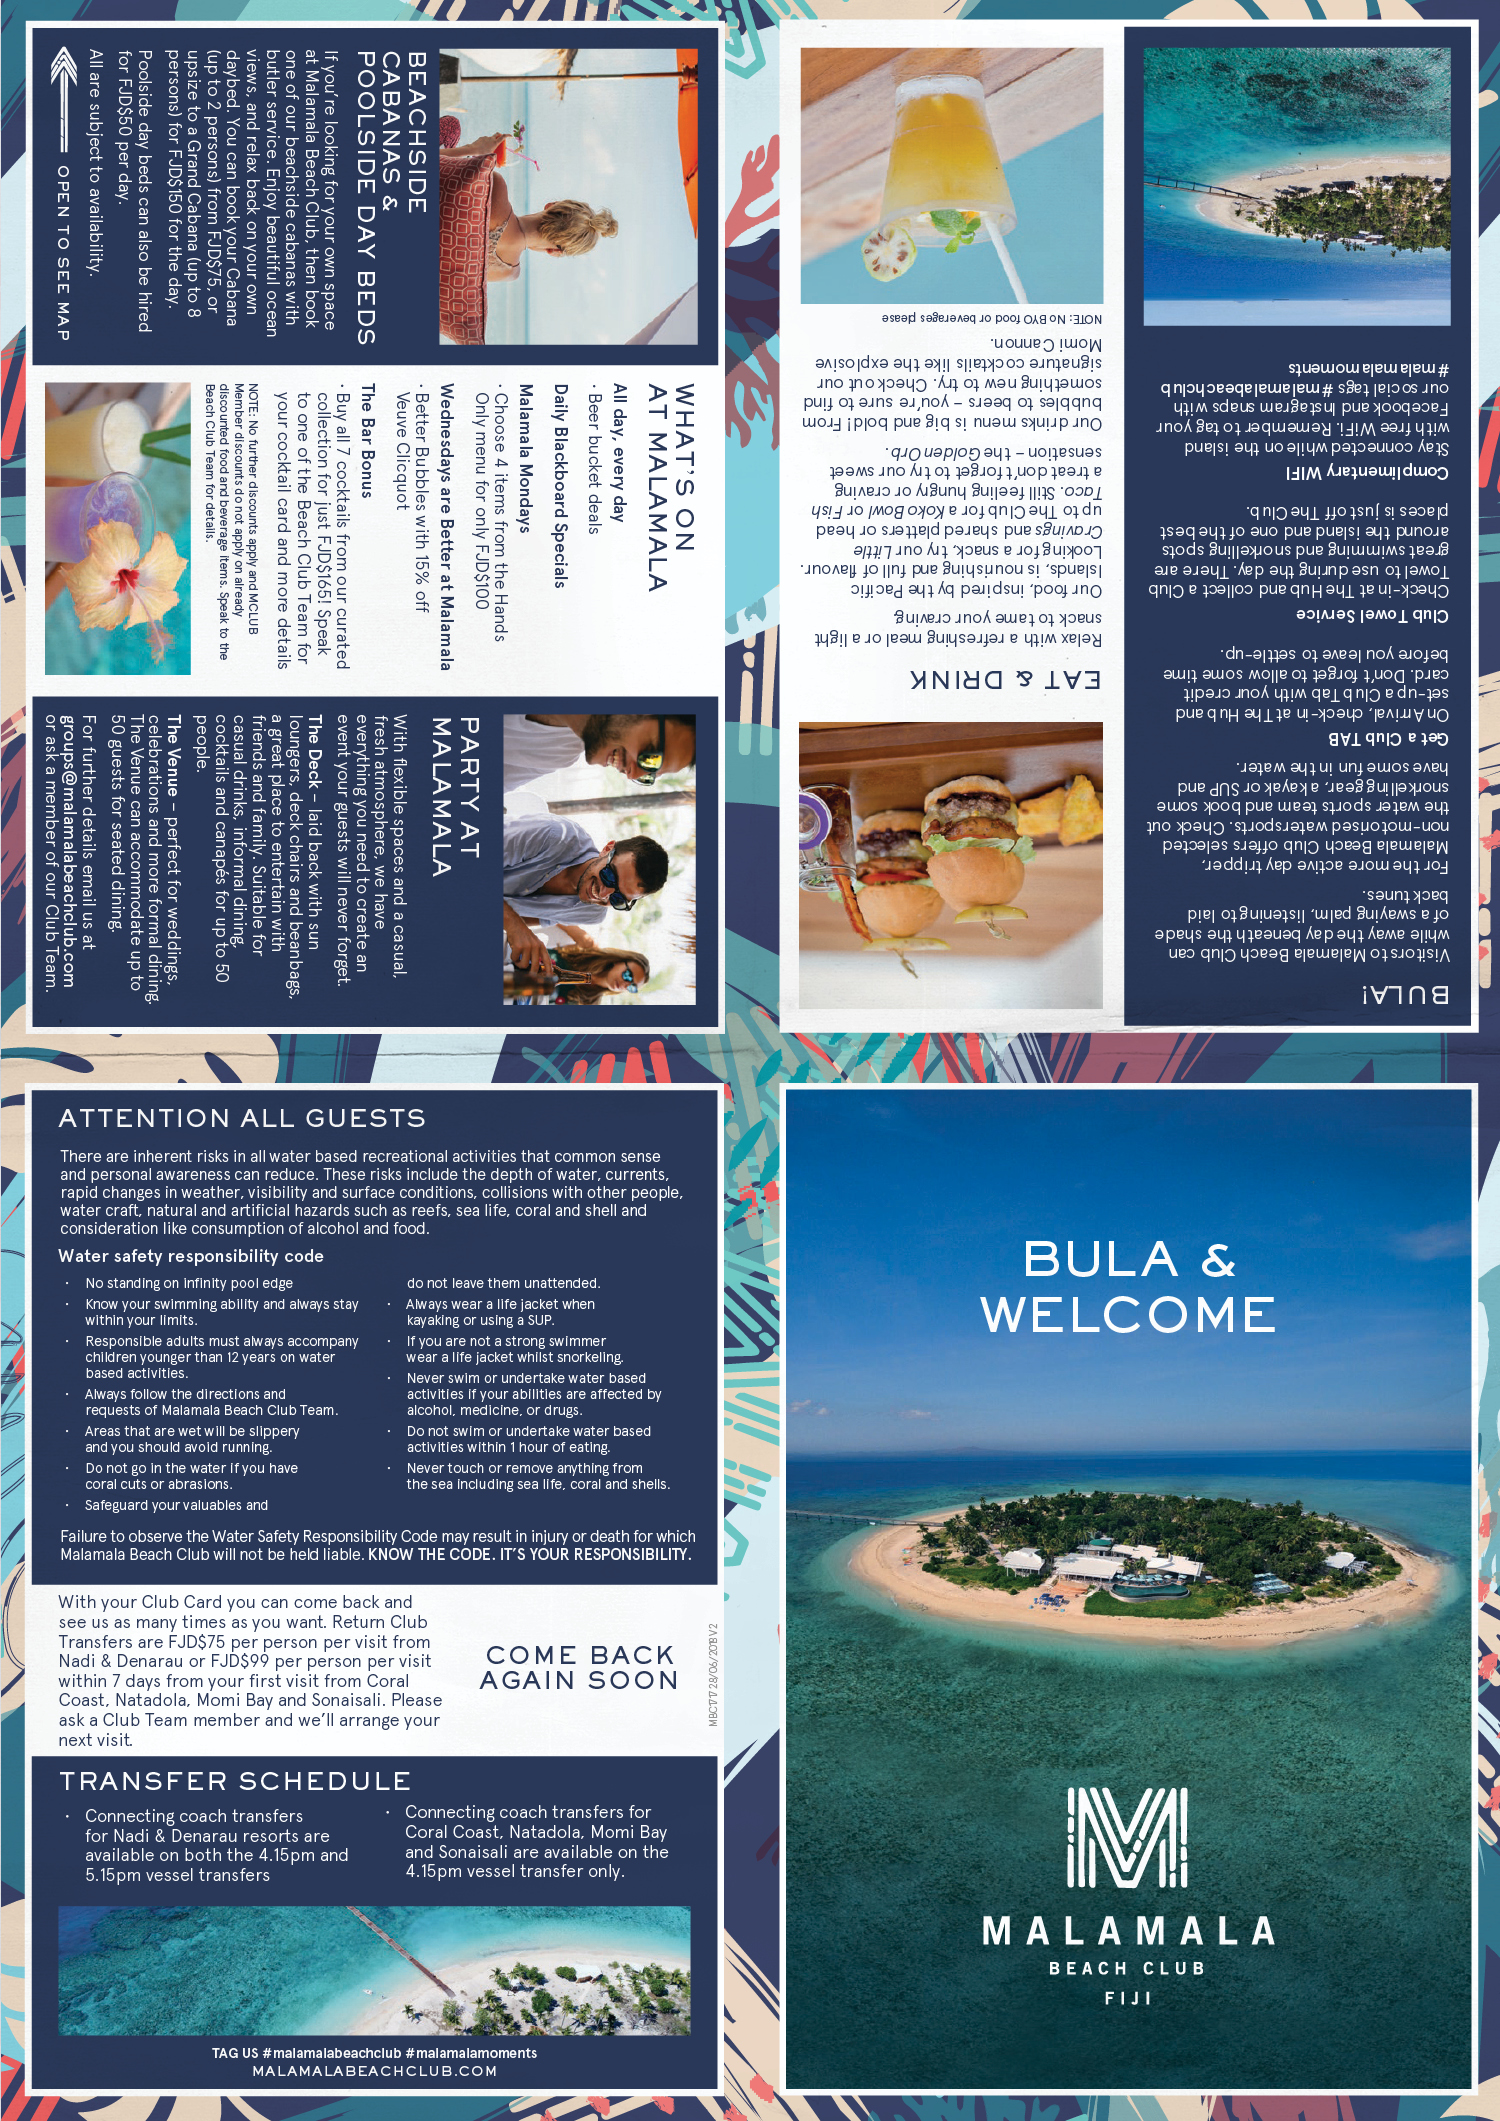 BEACHSIDE
CABANAS &
POOLSIDE DAY BEDS
If you're looking for your own space
at Malamala Beach Club, then book
one of our beachside cabanas with
butler service. Enjoy beautiful ocean
views, and relax back on your own
daybed. You can book your Cabana
(up to 2 persons) from FJD$75, or
upsize to a Grand Cabana (up to 8
persons) for FJD$150 for the day.
Poolside day beds can also be hired
for FJD$50 per day.
All are subject to availability.
OPEN TO SEE MAP
WHAT'S ON
AT MALAMALA
All day, every day
· Beer bucket deals
Daily Blackboard Specials
Malamala Mondays
· Choose 4 items from the Hands
Only menu for only FJD$100
Wednesdays are Better at Malamala
· Better Bubbles with 15% off
Veuve Clicquot
The Bar Bonus
· Buy all 7 cocktails from our curated
collection for just FJD$165! Speak
to one of the Beach Club Team for
your cocktail card and more details
NOTE: No further discounts apply and MCLUB
Member discounts do not apply on already
discounted food and beverage items. Speak to the
Beach Club Team for details.
PARTY AT
MALAMALA
With flexible spaces and a casual,
fresh atmosphere, we have
everything you need to create an
event your guests will never forget.
The Deck – laid back with sun
loungers, deck chairs and beanbags,
a great place to entertain with
friends and family. Suitable for
casual drinks, informal dining,
cocktails and canapés for up to 50
people.
The Venue – perfect for weddings,
celebrations and more formal dining.
The Venue can accommodate up to
50 guests for seated dining.
For further details email us at
groups@malamalabeachclub.com
or ask a member of our Club Team.
BULA!
Visitors to Malamala Beach Club can
while away the day beneath the shade
of a swaying palm, listening to laid
back tunes.
For the more active day tripper,
Malamala Beach Club offers selected
non-motorised watersports. Check out
the water sports team and book some
snorkelling gear, a kayak or SUP and
have some fun in the water.
Get a Club TAB
On Arrival, check-in at The Hub and
set-up a Club Tab with your credit
card. Don't forget to allow some time
before you leave to settle-up.
Club Towel Service
Check-in at The Hub and collect a Club
Towel to use during the day. There are
great swimming and snorkelling spots
around the island and one of the best
places is just off The Club.
Complimentary WIFI
Stay connected while on the island
with free WiFi. Remember to tag your
Facebook and Instagram snaps with
our social tags #malamalabeachclub
#malamalamoments
EAT & DRINK
Relax with a refreshing meal or a light
snack to tame your craving.
Our food, inspired by the Pacific
Islands, is nourishing and full of flavour.
Looking for a snack, try our Little
Cravings and shared platters or head
up to The Club for a Koko Bowl or Fish
Taco. Still feeling hungry or craving
a treat don't forget to try our sweet
sensation – the Golden Orb.
Our drinks menu is big and bold! From
bubbles to beers – you're sure to find
something new to try. Check out our
signature cocktails like the explosive
Momi Cannon.
NOTE: No BYO food or beverages please
ATTENTION ALL GUESTS
There are inherent risks in all water based recreational activities that common sense
and personal awareness can reduce. These risks include the depth of water, currents,
rapid changes in weather, visibility and surface conditions, collisions with other people,
water craft, natural and artificial hazards such as reefs, sea life, coral and shell and
consideration like consumption of alcohol and food.
Water safety responsibility code
· No standing on infinity pool edge
· Know your swimming ability and always stay
within your limits.
· Responsible adults must always accompany
children younger than 12 years on water
based activities.
· Always follow the directions and
requests of Malamala Beach Club Team.
· Areas that are wet will be slippery
and you should avoid running.
· Do not go in the water if you have
coral cuts or abrasions.
· Safeguard your valuables and
do not leave them unattended.
· Always wear a life jacket when
kayaking or using a SUP.
· If you are not a strong swimmer
wear a life jacket whilst snorkeling.
· Never swim or undertake water based
activities if your abilities are affected by
alcohol, medicine, or drugs.
· Do not swim or undertake water based
activities within 1 hour of eating.
· Never touch or remove anything from
the sea including sea life, coral and shells.
Failure to observe the Water Safety Responsibility Code may result in injury or death for which
Malamala Beach Club will not be held liable. KNOW THE CODE. IT'S YOUR RESPONSIBILITY.
With your Club Card you can come back and
see us as many times as you want. Return Club
Transfers are FJD$75 per person per visit from
Nadi & Denarau or FJD$99 per person per visit
within 7 days from your first visit from Coral
Coast, Natadola, Momi Bay and Sonaisali. Please
ask a Club Team member and we'll arrange your
next visit.
COME BACK
AGAIN SOON
TRANSFER SCHEDULE
· Connecting coach transfers
for Nadi & Denarau resorts are
available on both the 4.15pm and
5.15pm vessel transfers
· Connecting coach transfers for
Coral Coast, Natadola, Momi Bay
and Sonaisali are available on the
4.15pm vessel transfer only.
TAG US #malamalabeachclub #malamalamoments
MALAMALABEACHCLUB.COM
BULA &
WELCOME
M
MALAMALA
BEACH CLUB
FIJI